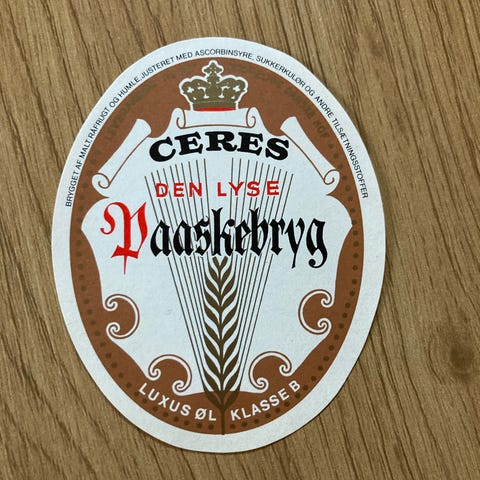 BRYGGET AF MALT, RÅFRUGT OG HUMLE, JUSTERET MED ASCORBINSYRE, SUKKERKULØR OG ANDRE TILSÆTNINGSSTOFFER
CERES
DEN LYSE
Paaskebryg
LUXUS ØL KLASSE B